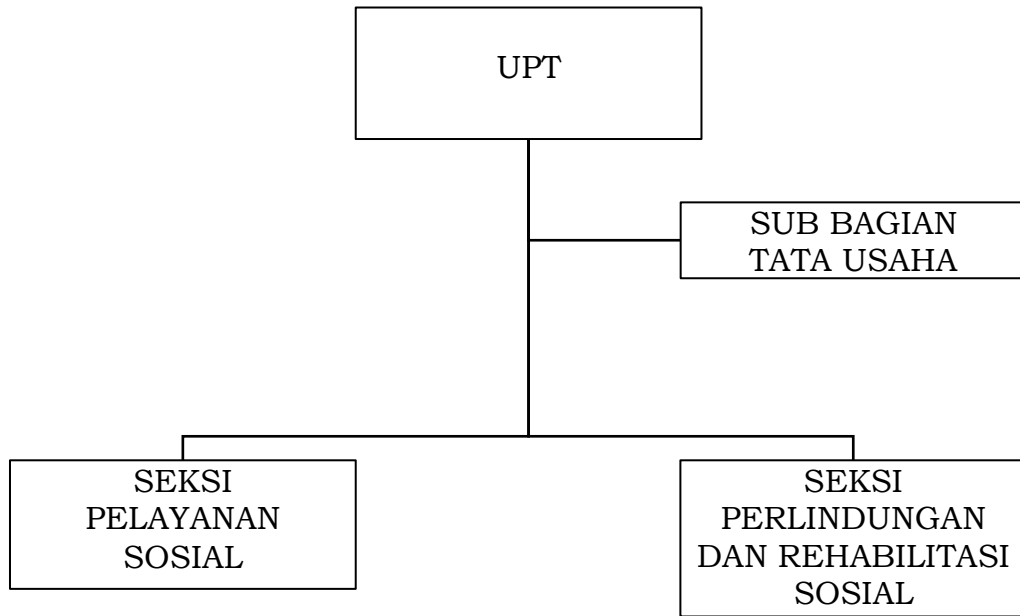 UPT
SUB BAGIAN
TATA USAHA
SEKSI
PELAYANAN
SOSIAL
SEKSI
PERLINDUNGAN
DAN REHABILITASI
SOSIAL